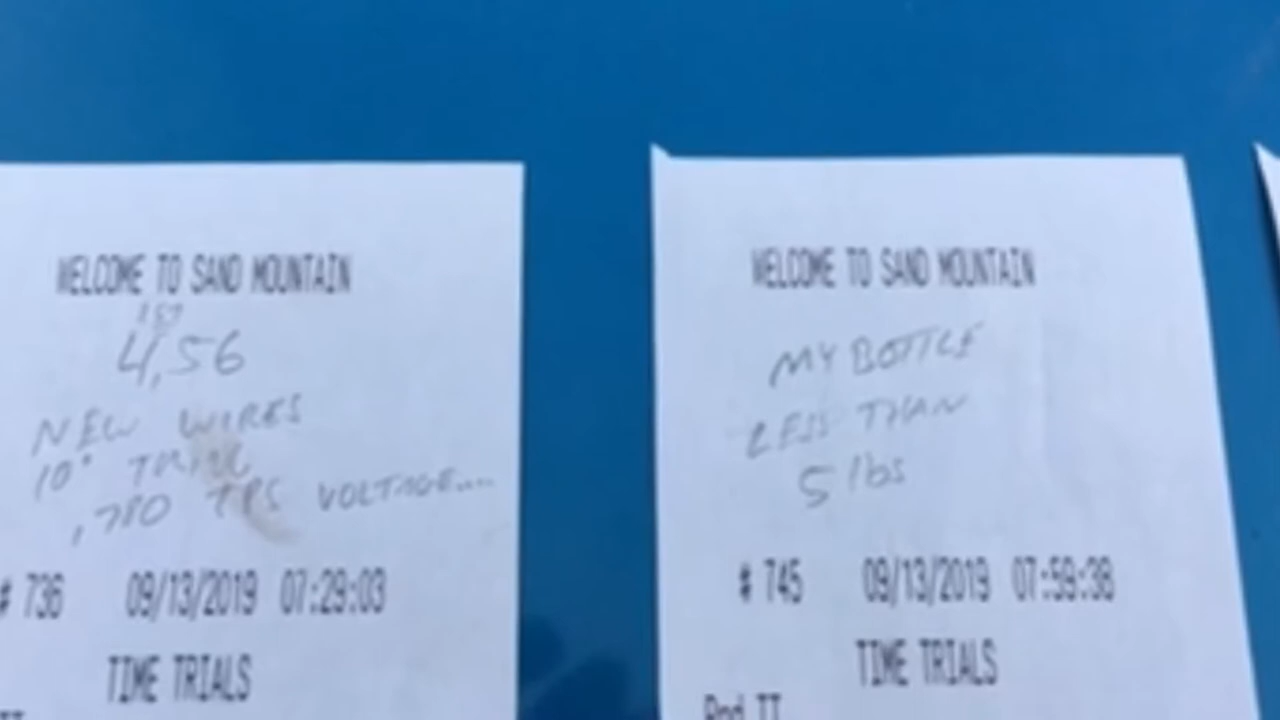 WELCOME TO SAND MOUNTAIN
1ST
4.56
NEW WIRES
10°
.780 TPS VOLTAGE....
# 736 09/13/2019 07:29:03
TIME TRIALS
WELCOME TO SAND MOUNTAIN
MY BOTTLE
LESS THAN
5 lbs
# 745 09/13/2019 07:59:38
TIME TRIALS